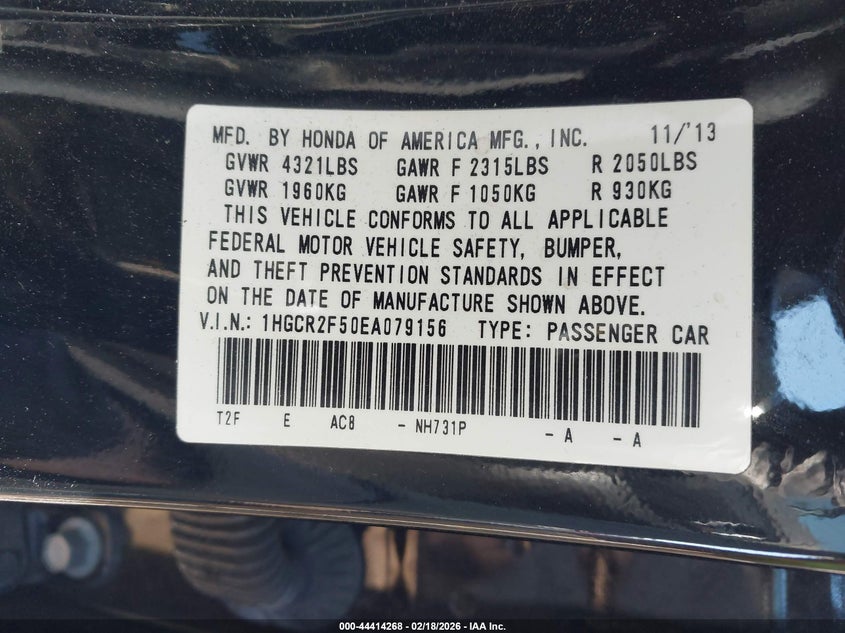 MFD. BY HONDA OF AMERICA MFG., INC. 11/'13
GVWR 4321LBS GAWR F 2315LBS R 2050LBS
GVWR 1960KG GAWR F 1050KG R 930KG
THIS VEHICLE CONFORMS TO ALL APPLICABLE
FEDERAL MOTOR VEHICLE SAFETY, BUMPER,
AND THEFT PREVENTION STANDARDS IN EFFECT
ON THE DATE OF MANUFACTURE SHOWN ABOVE.
V.I.N.: 1HGCR2F50EA079156 TYPE: PASSENGER CAR
T2F E AC8 - NH731P - A - A
000-44414268 - 02/18/2026 - IAA Inc.